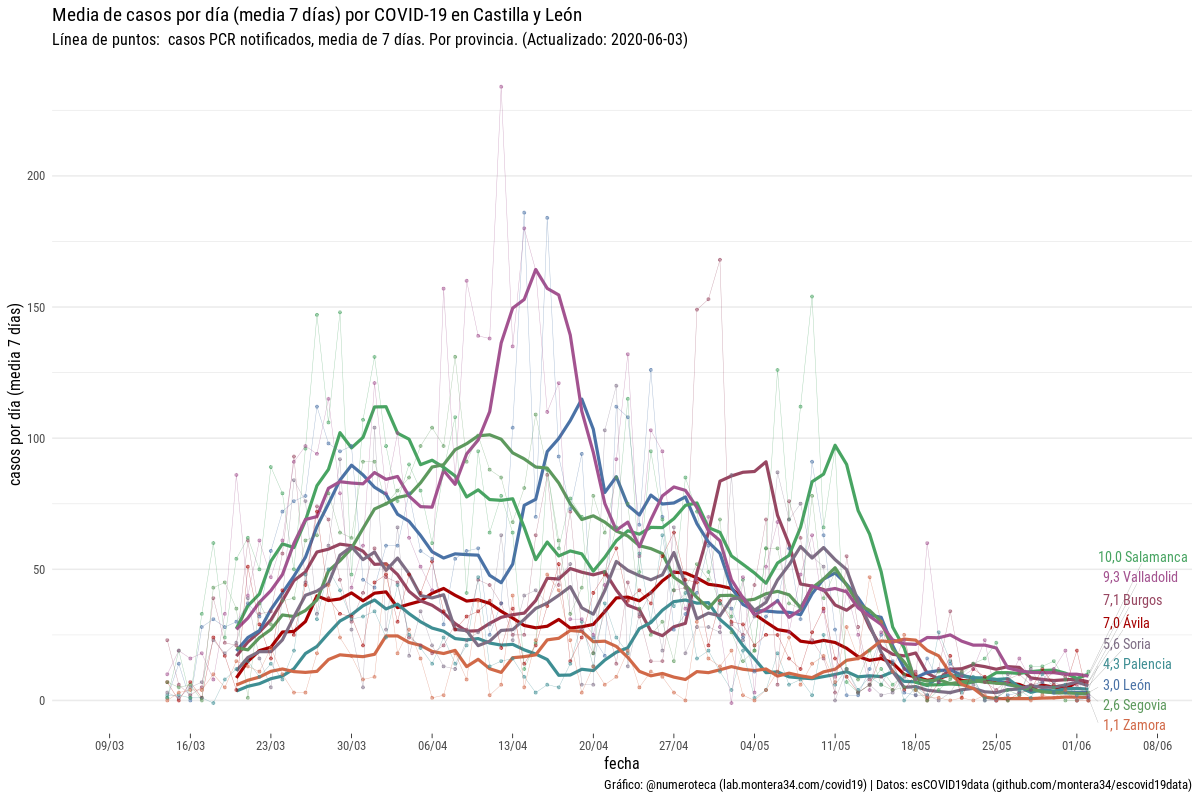 Media de casos por día (media 7 días) por COVID-19 en Castilla y León
Línea de puntos:  casos PCR notificados, media de 7 días. Por provincia. (Actualizado: 2020-06-03)
casos por día (media 7 días)
200
150
100
50
0
10,0 Salamanca
9,3 Valladolid
7,1 Burgos
7,0 Ávila
5,6 Soria
4,3 Palencia
3,0 León
2,6 Segovia
1,1 Zamora
09/03 16/03 23/03 30/03 06/04 13/04 20/04 27/04 04/05 11/05 18/05 25/05 01/06 08/06
fecha
Gráfico: @numeroteca (lab.montera34.com/covid19) | Datos: esCOVID19data (github.com/montera34/escovid19data)